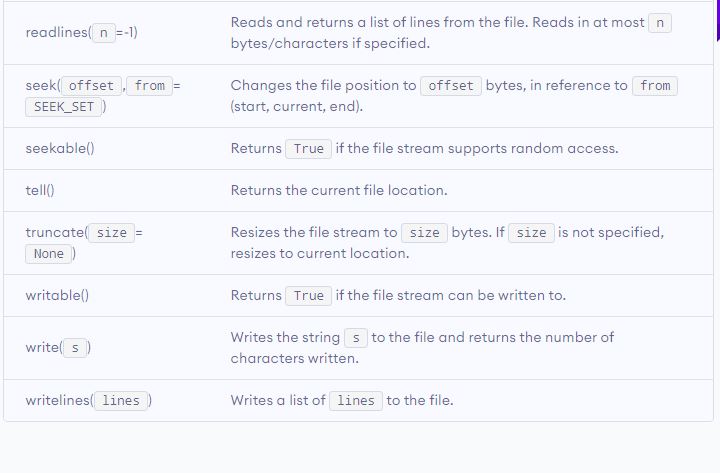 readlines( n =-1)
Reads and returns a list of lines from the file. Reads in at most n
bytes/characters if specified.
seek( offset , from =
SEEK_SET )
Changes the file position to offset bytes, in reference to from
(start, current, end).
seekable()
Returns True if the file stream supports random access.
tell()
Returns the current file location.
truncate( size =
None )
Resizes the file stream to size bytes. If size is not specified,
resizes to current location.
writable()
Returns True if the file stream can be written to.
write( s )
Writes the string s to the file and returns the number of
characters written.
writelines( lines )
Writes a list of lines to the file.